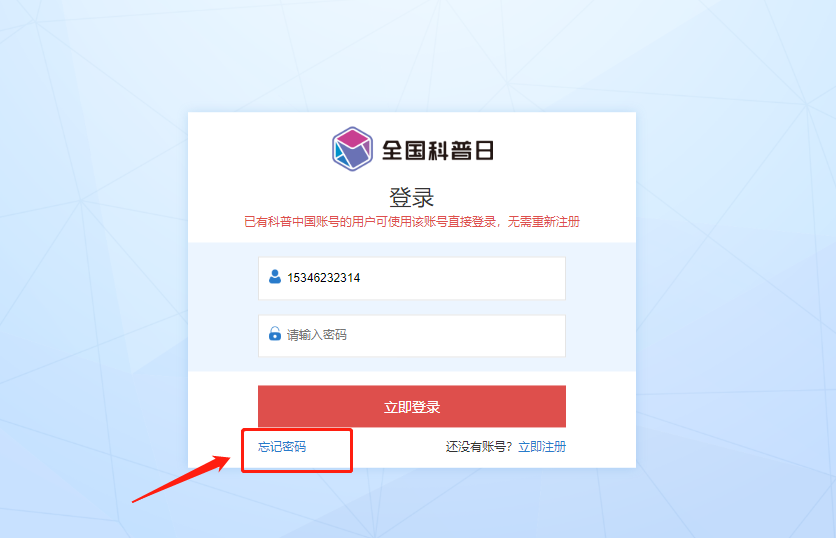 全国科普日
登录
已有科普中国账号的用户可使用该账号直接登录，无需重新注册
15346232314
请输入密码
立即登录
忘记密码 还没有账号？立即注册